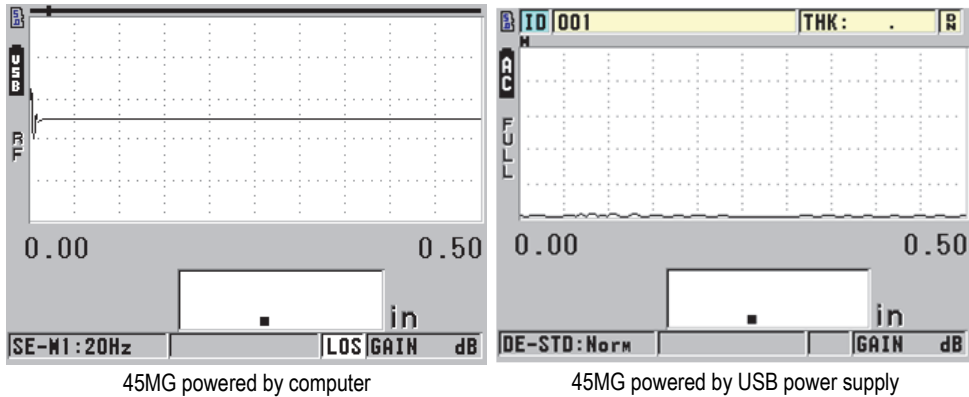 USB
RF
0.00 0.50
in
SE-M1:20Hz LOS GAIN dB
45MG powered by computer
ID 001 THK: . DN
M
AC
FULL
0.00 0.50
in
DE-STD:Norm GAIN dB
45MG powered by USB power supply